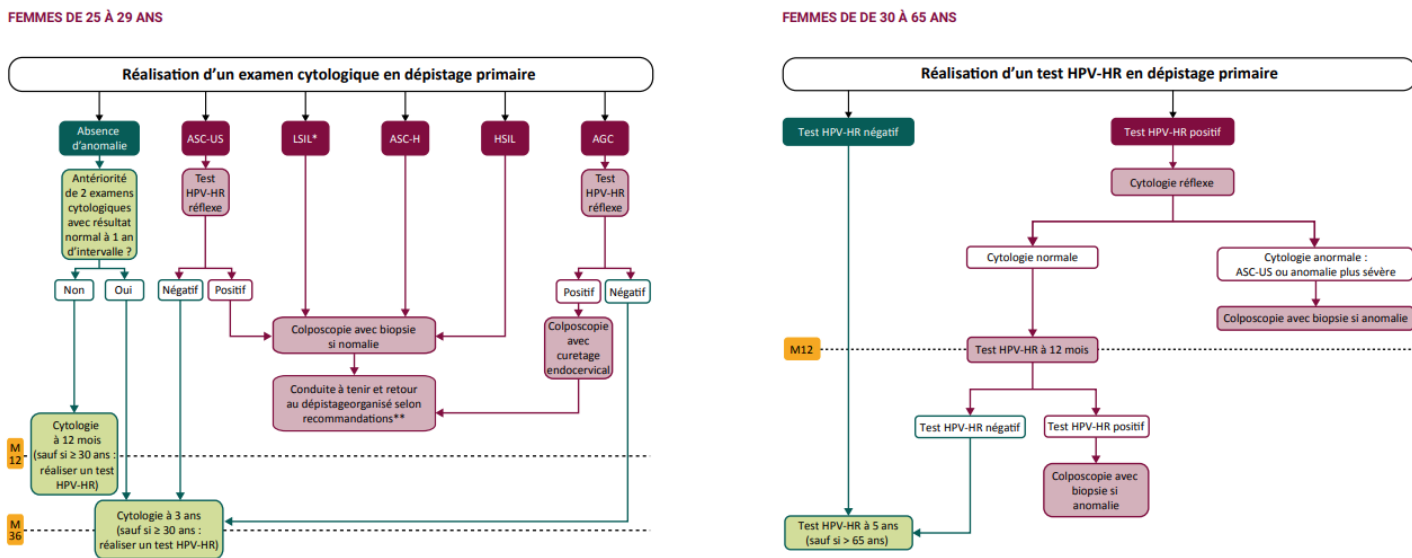 FEMMES DE 25 À 29 ANS
Réalisation d'un examen cytologique en dépistage primaire
Absence
d'anomalie
ASC-US
LSIL*
ASC-H
HSIL
AGC
Antériorité
de 2 examens
cytologiques
avec résultat
normal à 1 an
d'intervalle ?
Test
HPV-HR
réflexe
Test
HPV-HR
réflexe
Non
Oui
Négatif
Positif
Positif
Négatif
Colposcopie avec biopsie
si nomalie
Colposcopie
avec
curetage
endocervical
Conduite à tenir et retour
au dépistageorganisé selon
recommandations**
Cytologie
à 12 mois
(sauf si ≥ 30 ans :
réaliser un test
HPV-HR)
M
12
Cytologie à 3 ans
(sauf si ≥ 30 ans :
réaliser un test HPV-HR)
M
36
FEMMES DE DE 30 À 65 ANS
Réalisation d'un test HPV-HR en dépistage primaire
Test HPV-HR négatif
Test HPV-HR positif
Cytologie réflexe
Cytologie normale
Cytologie anormale :
ASC-US ou anomalie plus sévère
Colposcopie avec biopsie si anomalie
M12
Test HPV-HR à 12 mois
Test HPV-HR négatif
Test HPV-HR positif
Colposcopie avec
biopsie si
anomalie
Test HPV-HR à 5 ans
(sauf si > 65 ans)